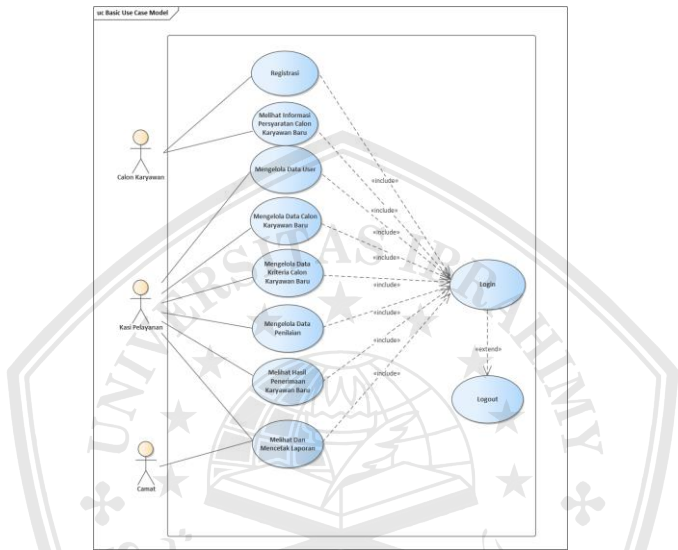 uc Basic Use Case Model
Registrasi
Melihat Informasi
Persyaratan Calon
Karyawan Baru
Calon Karyawan
Mengelola Data User
«include»
«include»
Mengelola Data Calon
Karyawan Baru
«include»
«include»
Mengelola Data
Kriteria Calon
Karyawan Baru
«include»
Login
Kasi Pelayanan
Mengelola Data
Penilaian
«include»
«include»
«extend»
Melihat Hasil
Penerimaan
Karyawan Baru
«include»
Logout
Melihat Dan
Mencetak Laporan
Camat
UNIVERSITAS IBRAHIMY